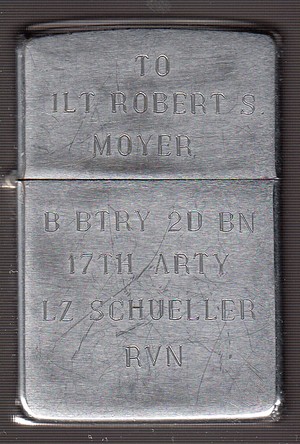 TO
1LT ROBERT S.
MOYER
B BTRY 2D BN
17TH ARTY
LZ SCHUELLER
RVN